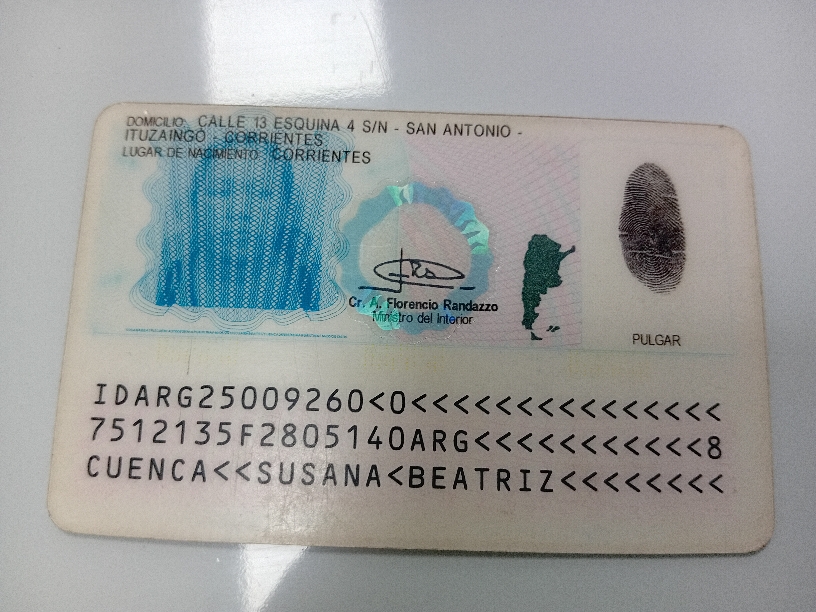 DOMICILIO: CALLE 13 ESQUINA 4 S/N - SAN ANTONIO -
ITUZAINGO - CORRIENTES
LUGAR DE NACIMIENTO: CORRIENTES
Cr. A. Florencio Randazzo
Ministro del Interior
PULGAR
IDARG25009260<0<<<<<<<<<<<<<<<
7512135F2805140ARG<<<<<<<<<<<8
CUENCA<<SUSANA<BEATRIZ<<<<<<<<